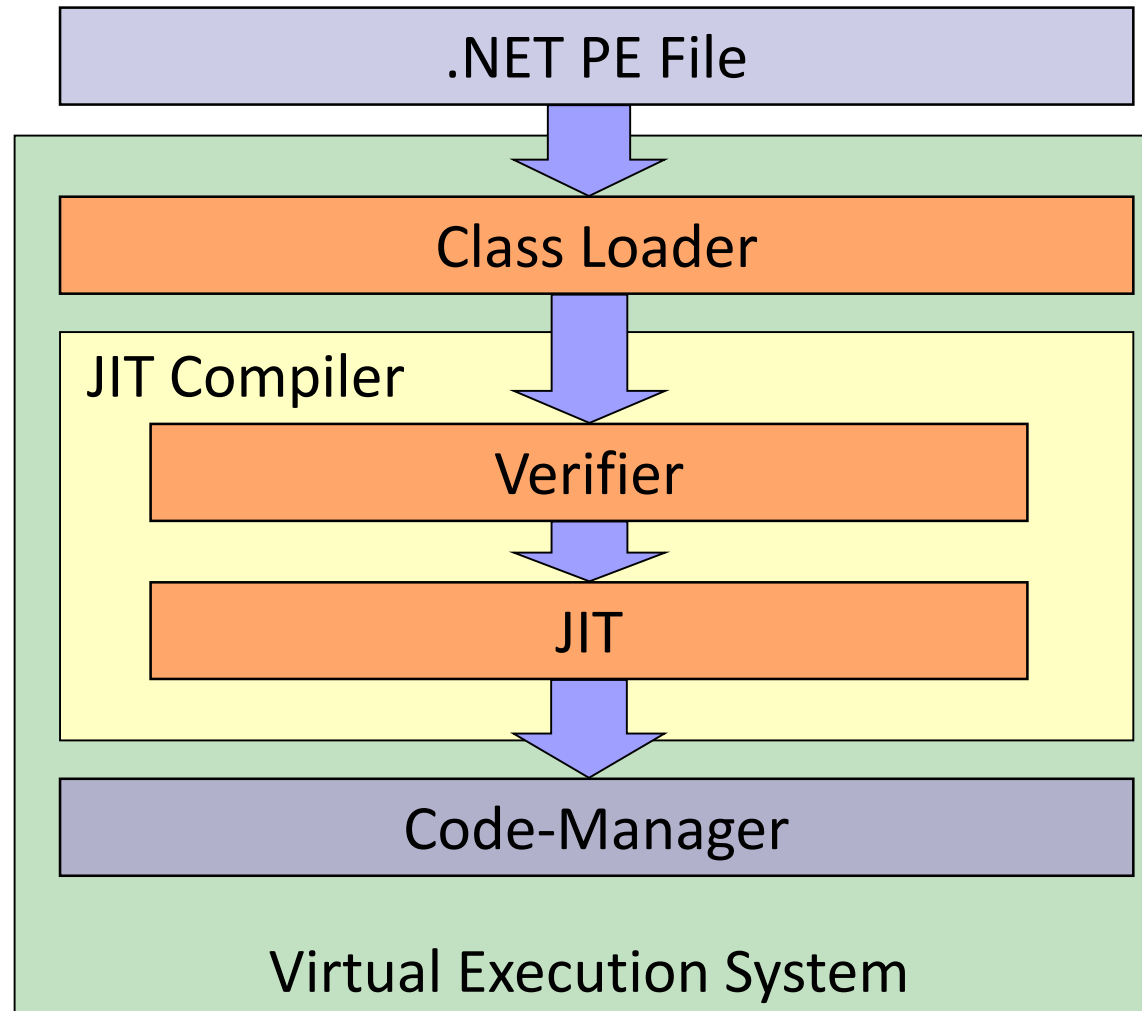 .NET PE File
Class Loader
JIT Compiler
Verifier
JIT
Code-Manager
Virtual Execution System